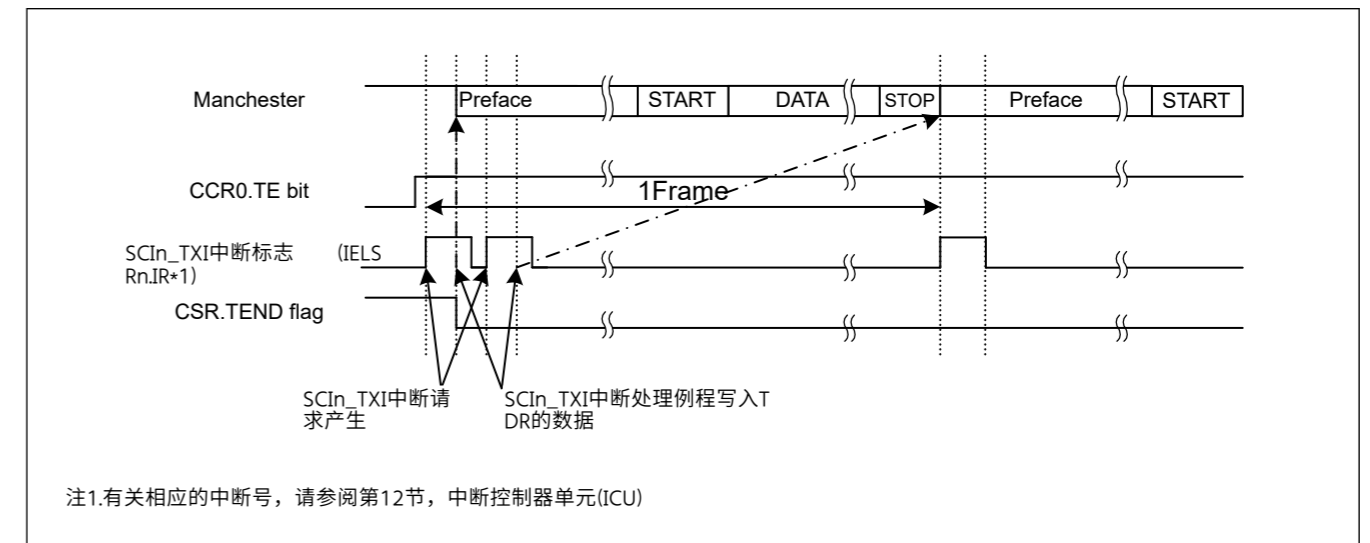 Manchester
Preface
START
DATA
STOP
Preface
START
CCR0.TE bit
1Frame
SCIn_TXI中断标志 (IELS
Rn.IR*1)
CSR.TEND flag
SCIn_TXI中断请
求产生
SCIn_TXI中断处理例程写入T
DR的数据
注1.有关相应的中断号，请参阅第12节，中断控制器单元(ICU)